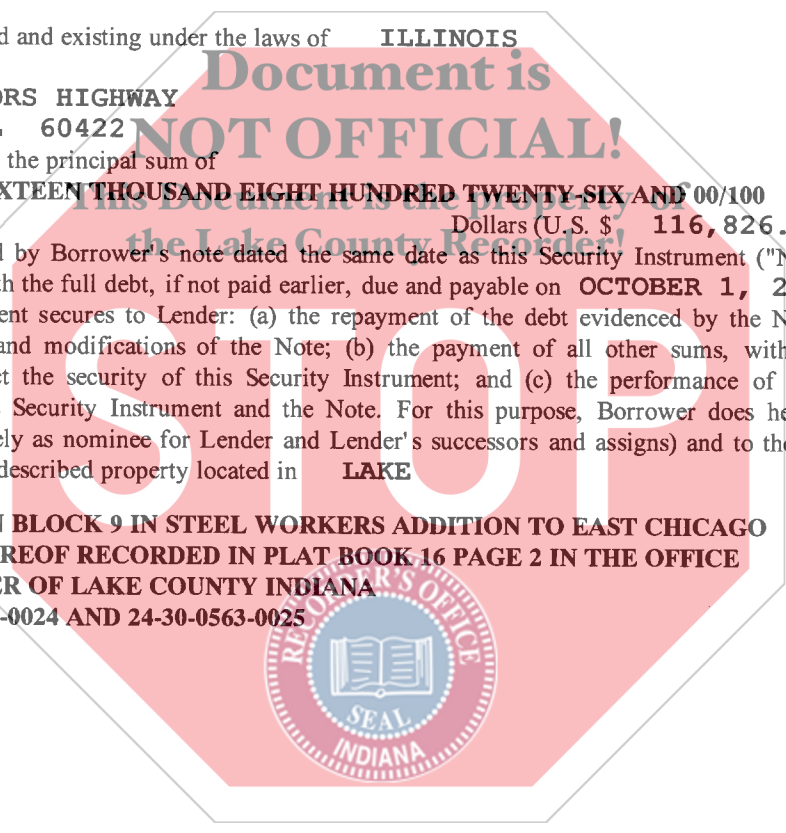 d and existing under the laws of ILLINOIS
Document is
ORS HIGHWAY
60422
NOT OFFICIAL!
the principal sum of
XTEEN THOUSAND EIGHT HUNDRED TWENTY-SIX AND 00/100
This Document is the property of
Dollars (U.S. $ 116,826.
the Lake County Recorder!
d by Borrower's note dated the same date as this Security Instrument ("N
h the full debt, if not paid earlier, due and payable on OCTOBER 1, 2
ent secures to Lender: (a) the repayment of the debt evidenced by the N
and modifications of the Note; (b) the payment of all other sums, with
ct the security of this Security Instrument; and (c) the performance of
Security Instrument and the Note. For this purpose, Borrower does he
ely as nominee for Lender and Lender's successors and assigns) and to the
described property located in LAKE
STOP
BLOCK 9 IN STEEL WORKERS ADDITION TO EAST CHICAGO
REOF RECORDED IN PLAT BOOK 16 PAGE 2 IN THE OFFICE
ER OF LAKE COUNTY INDIANA
-0024 AND 24-30-0563-0025
RECORDER'S OFFICE
SEAL
INDIANA